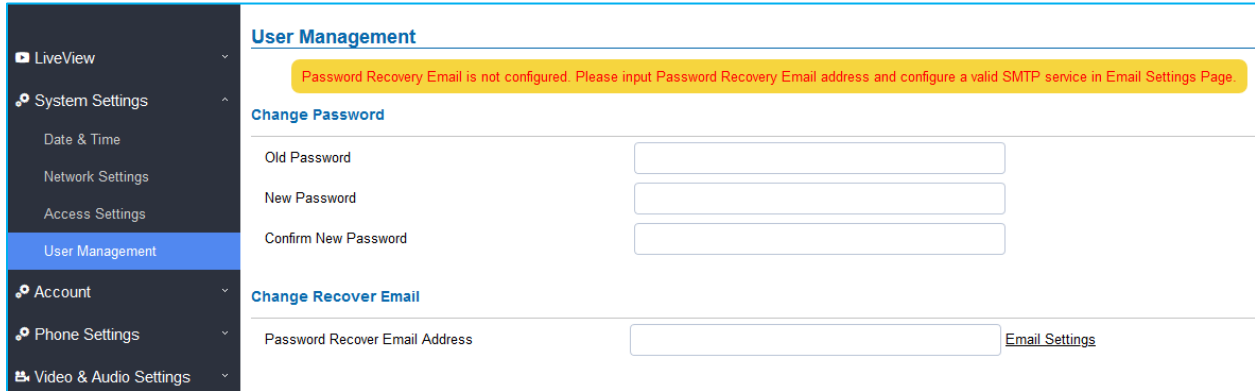 LiveView
System Settings
Date & Time
Network Settings
Access Settings
User Management
Account
Phone Settings
Video & Audio Settings
User Management
Password Recovery Email is not configured. Please input Password Recovery Email address and configure a valid SMTP service in Email Settings Page.
Change Password
Old Password
New Password
Confirm New Password
Change Recover Email
Password Recover Email Address Email Settings